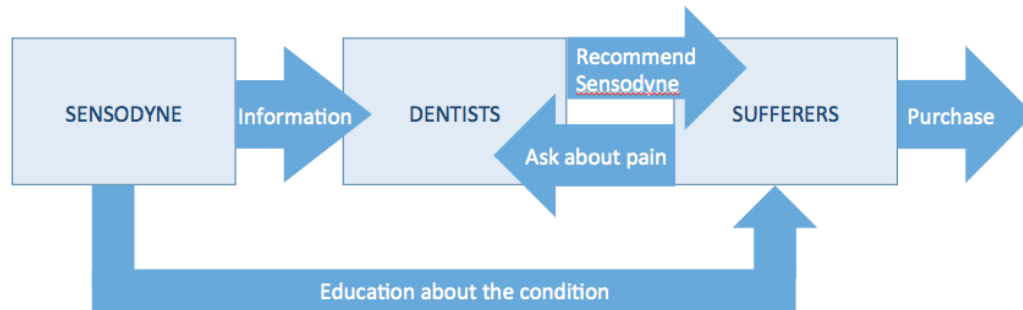 SENSODYNE
Information
DENTISTS
Recommend
Sensodyne
Ask about pain
SUFFERERS
Purchase
Education about the condition